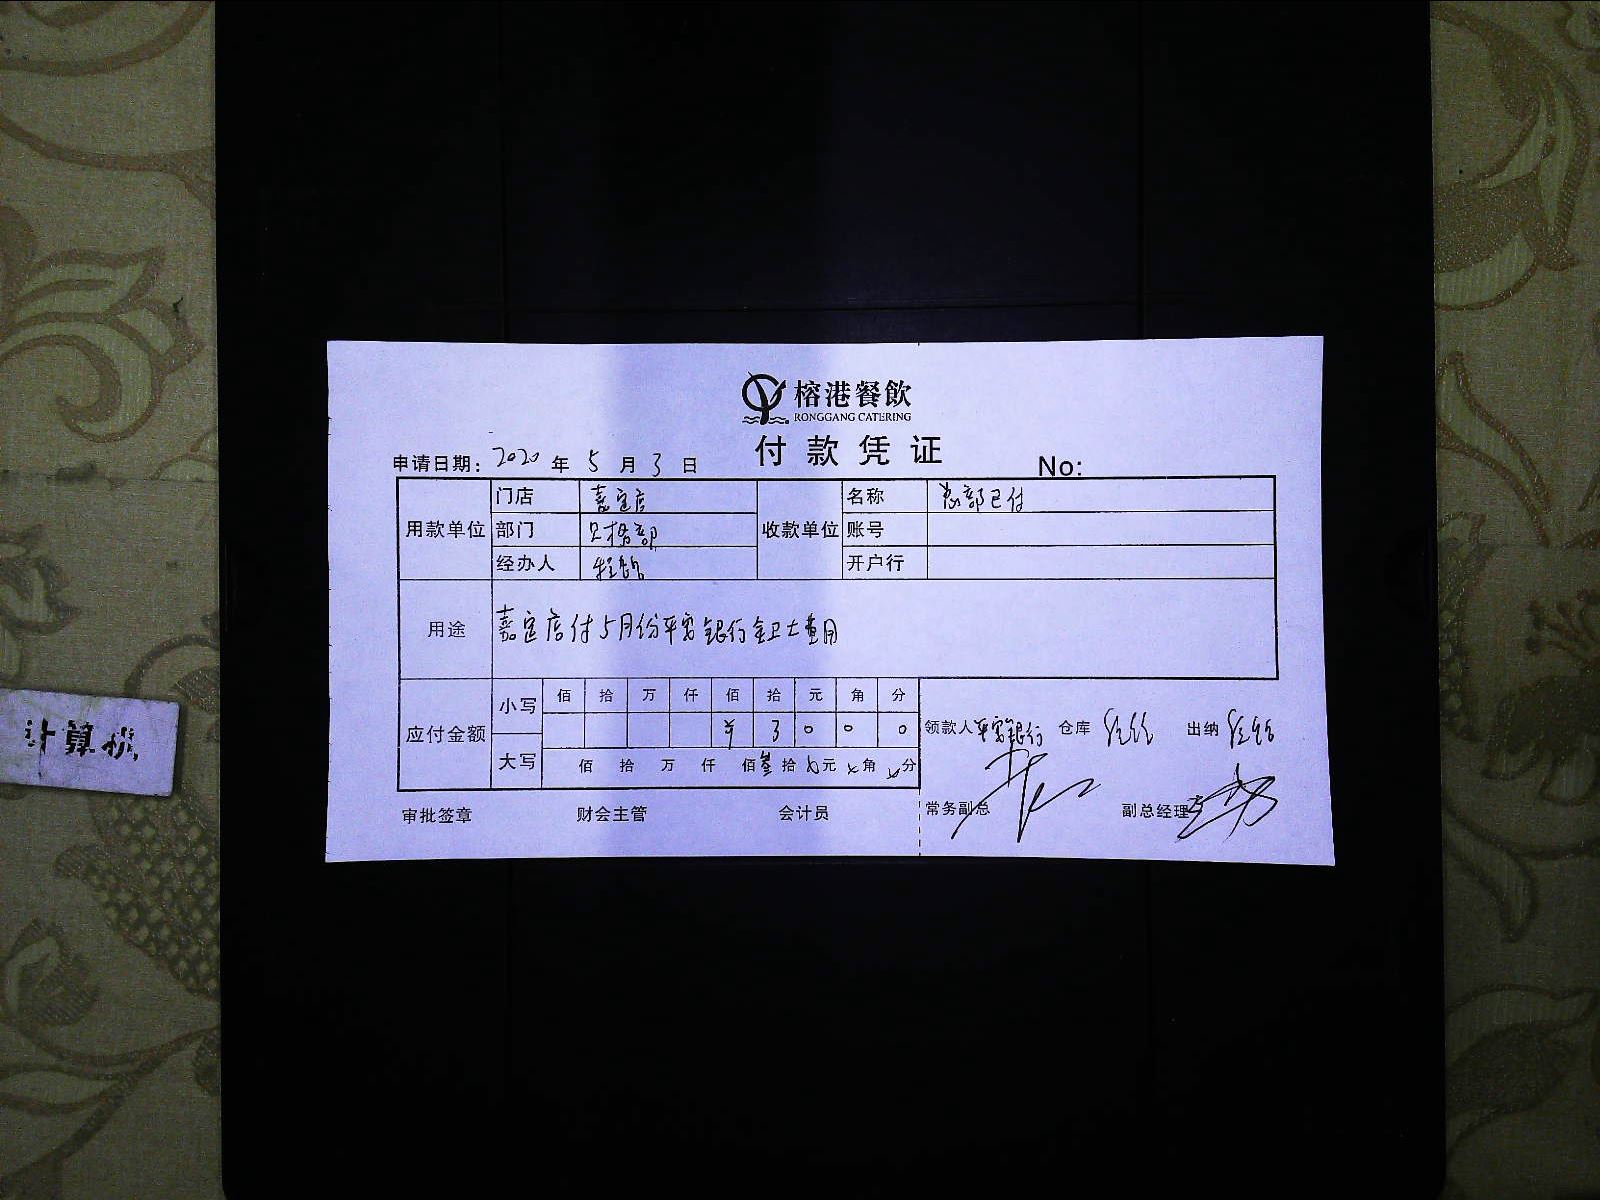 榕港餐飲
RONGGANG CATERING
付款凭证
申请日期: 2020 年 5 月 3 日
No:
用款单位 门店 嘉定店 收款单位 名称 总部已付
部门 财务部 账号
经办人 开户行
用途 嘉定店付5月份平安银行金卫士费用
应付金额 小写 佰 拾 万 仟 佰 拾 元 角 分
¥ 3 0 0 0
大写 佰 拾 万 仟 佰 叁 拾 0 元 x 角 x 分
领款人 平安银行 仓库 出纳
审批签章 财会主管 会计员 常务副总 副总经理
计算机